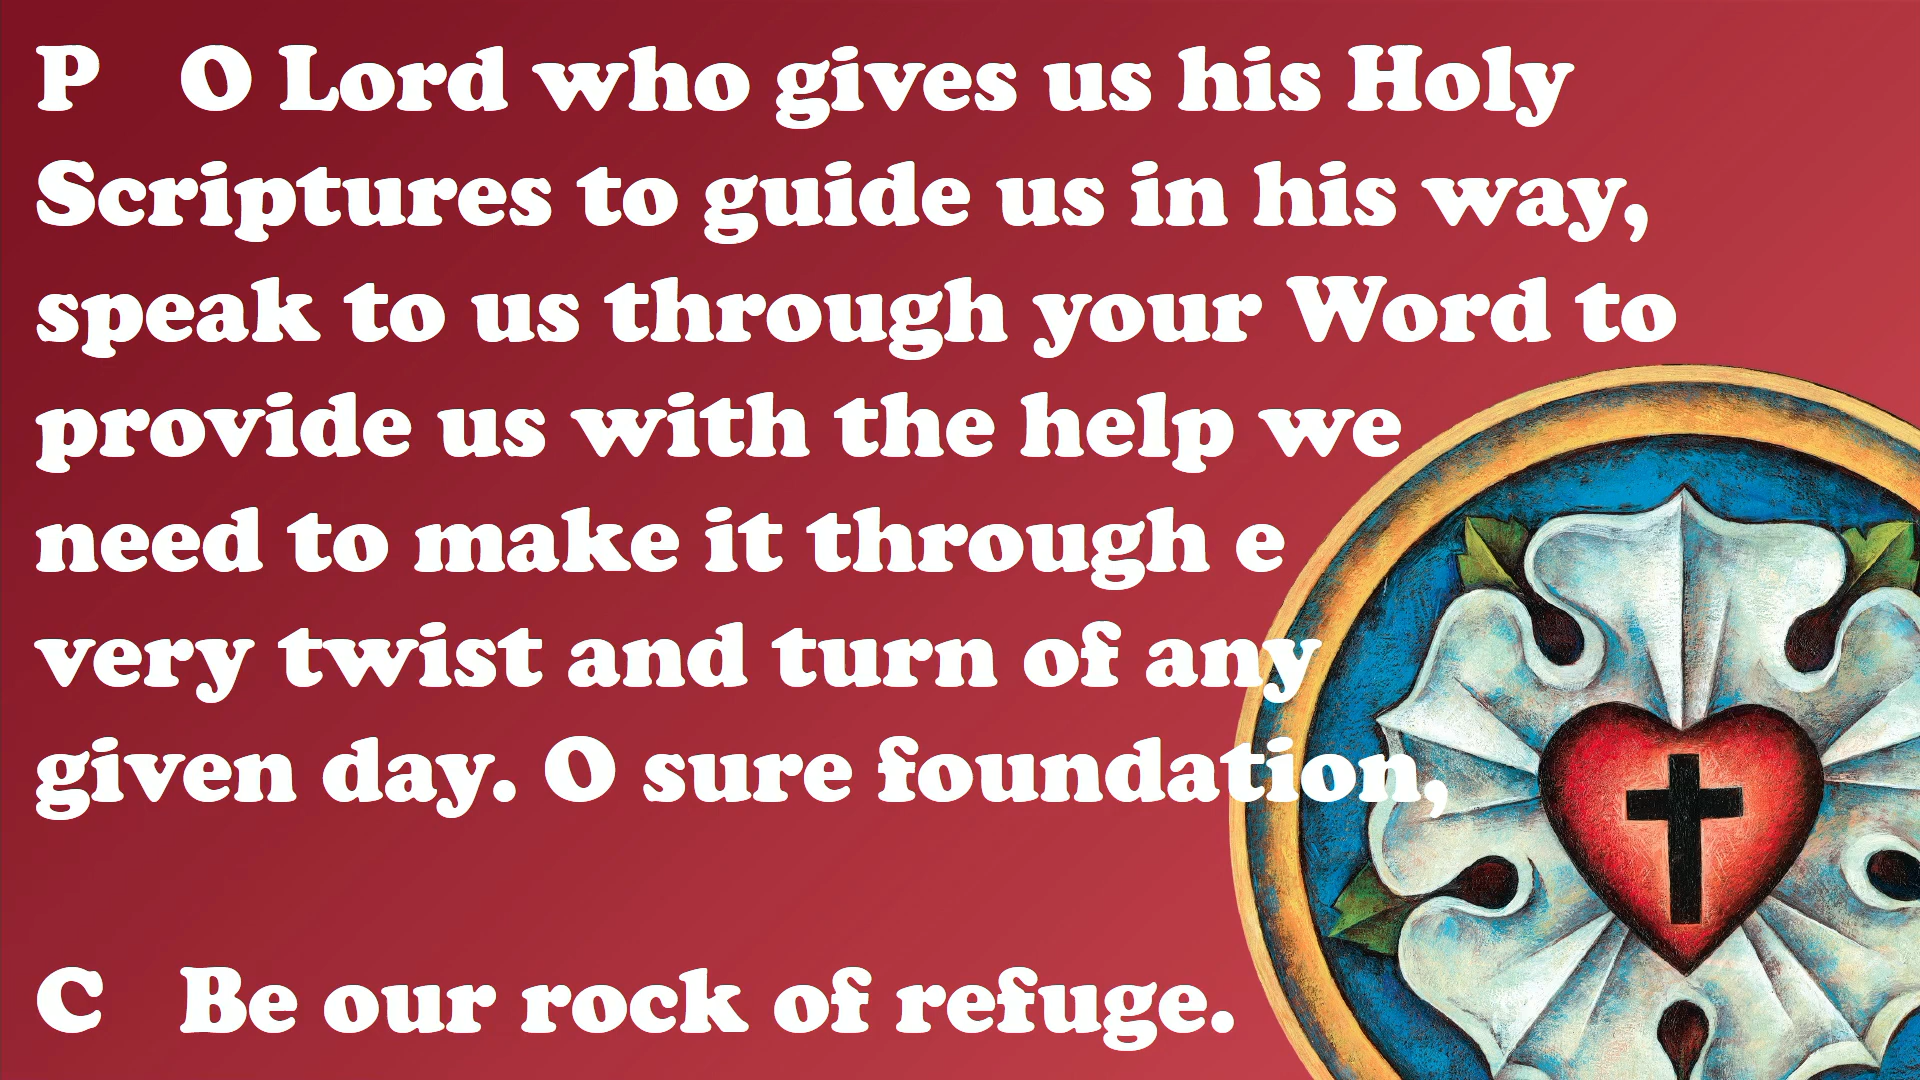 P O Lord who gives us his Holy
Scriptures to guide us in his way,
speak to us through your Word to
provide us with the help we
need to make it through e
very twist and turn of any
given day. O sure foundation,
C Be our rock of refuge.